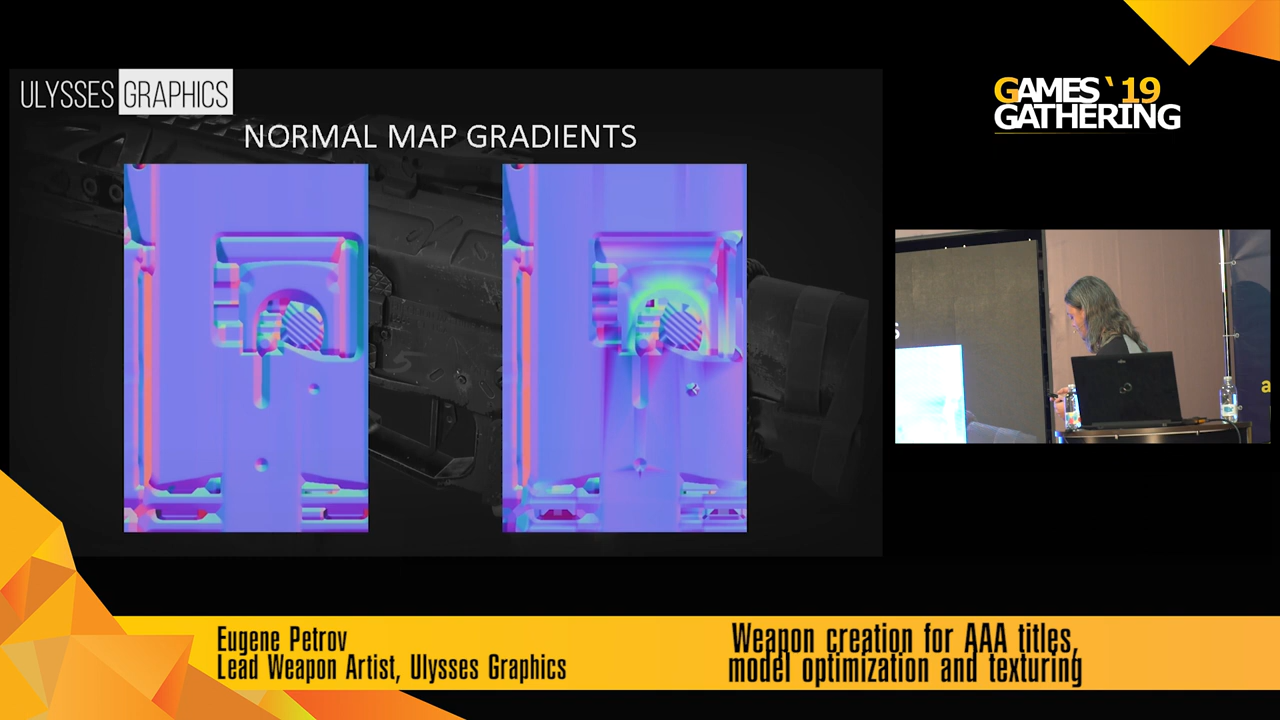 ULYSSES GRAPHICS
NORMAL MAP GRADIENTS
GAMES '19
GATHERING
Eugene Petrov
Lead Weapon Artist, Ulysses Graphics
Weapon creation for AAA titles,
model optimization and texturing